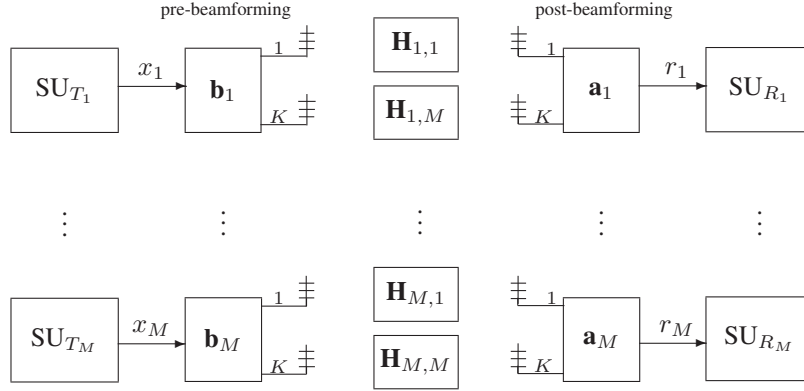 pre-beamforming post-beamforming
1 H_{1,1} 1
SU_{T_1} x_1 b_1 a_1 r_1 SU_{R_1}
K H_{1,M} K
⋮ ⋮ ⋮ ⋮ ⋮
1 H_{M,1} 1
SU_{T_M} x_M b_M a_M r_M SU_{R_M}
K H_{M,M} K